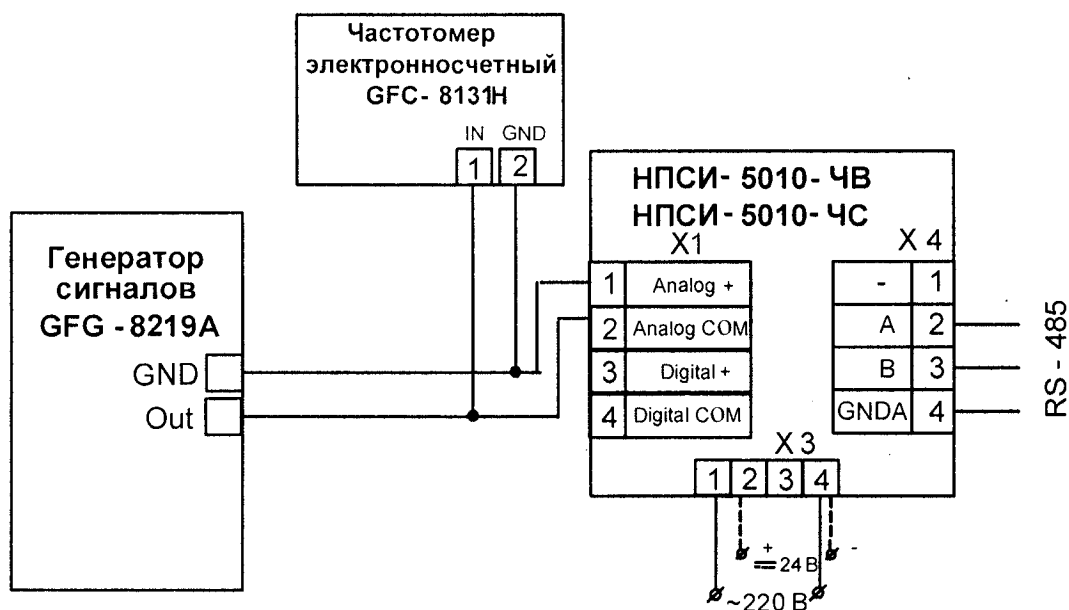 Частотомер
электронносчетный
GFC- 8131H
IN GND
1 2
НПСИ- 5010- ЧВ
НПСИ- 5010- ЧС
X1
X 4
1 Analog +
2 Analog COM
3 Digital +
4 Digital COM
- 1
A 2
B 3
GNDA 4
RS - 485
Генератор
сигналов
GFG - 8219A
GND
Out
X 3
1 2 3 4
+ = 24 В -
~220 В